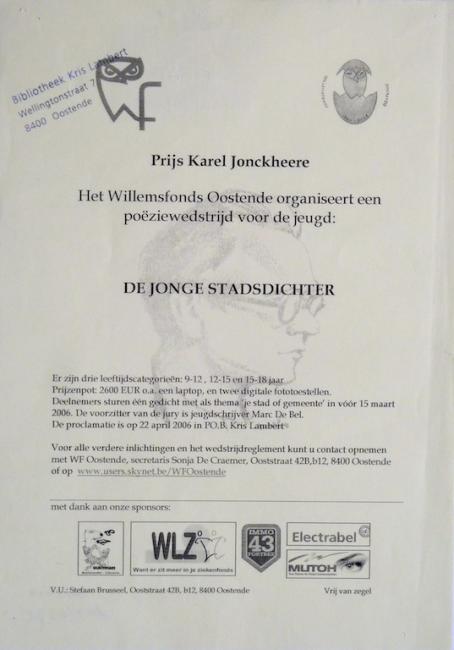 Bibliotheek Kris Lambert
Wellingtonstraat 7
8400 Oostende
WF
Prijs Karel Jonckheere
Het Willemsfonds Oostende organiseert een
poëziewedstrijd voor de jeugd:
DE JONGE STADSDICHTER
Er zijn drie leeftijdscategorieën: 9-12 , 12-15 en 15-18 jaar
Prijzenpot: 2600 EUR o.a. een laptop, en twee digitale fototoestellen.
Deelnemers sturen één gedicht met als thema 'je stad of gemeente' in vóór 15 maart
2006. De voorzitter van de jury is jeugdschrijver Marc De Bel.
De proclamatie is op 22 april 2006 in P.O.B. Kris Lambert
Voor alle verdere inlichtingen en het wedstrijdreglement kunt u contact opnemen
met WF Oostende, secretaris Sonja De Craemer, Ooststraat 42B,b12, 8400 Oostende
of op www.users.skynet.be/WFOostende
met dank aan onze sponsors:
WLZ
Want er zit meer in je ziekenfonds
IMMO
43
FORTRES
Electrabel
MUTOH
V.U.: Stefaan Brusseel, Ooststraat 42B, b12, 8400 Oostende
Vrij van zegel